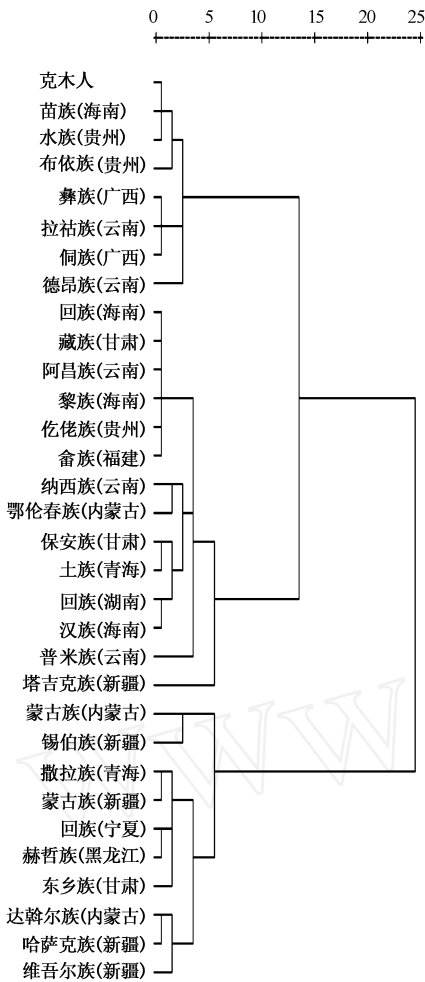 0 5 10 15 20 25
克木人
苗族(海南)
水族(贵州)
布依族(贵州)
彝族(广西)
拉祜族(云南)
侗族(广西)
德昂族(云南)
回族(海南)
藏族(甘肃)
阿昌族(云南)
黎族(海南)
仡佬族(贵州)
畲族(福建)
纳西族(云南)
鄂伦春族(内蒙古)
保安族(甘肃)
土族(青海)
回族(湖南)
汉族(海南)
普米族(云南)
塔吉克族(新疆)
蒙古族(内蒙古)
锡伯族(新疆)
撒拉族(青海)
蒙古族(新疆)
回族(宁夏)
赫哲族(黑龙江)
东乡族(甘肃)
达斡尔族(内蒙古)
哈萨克族(新疆)
维吾尔族(新疆)
WWW